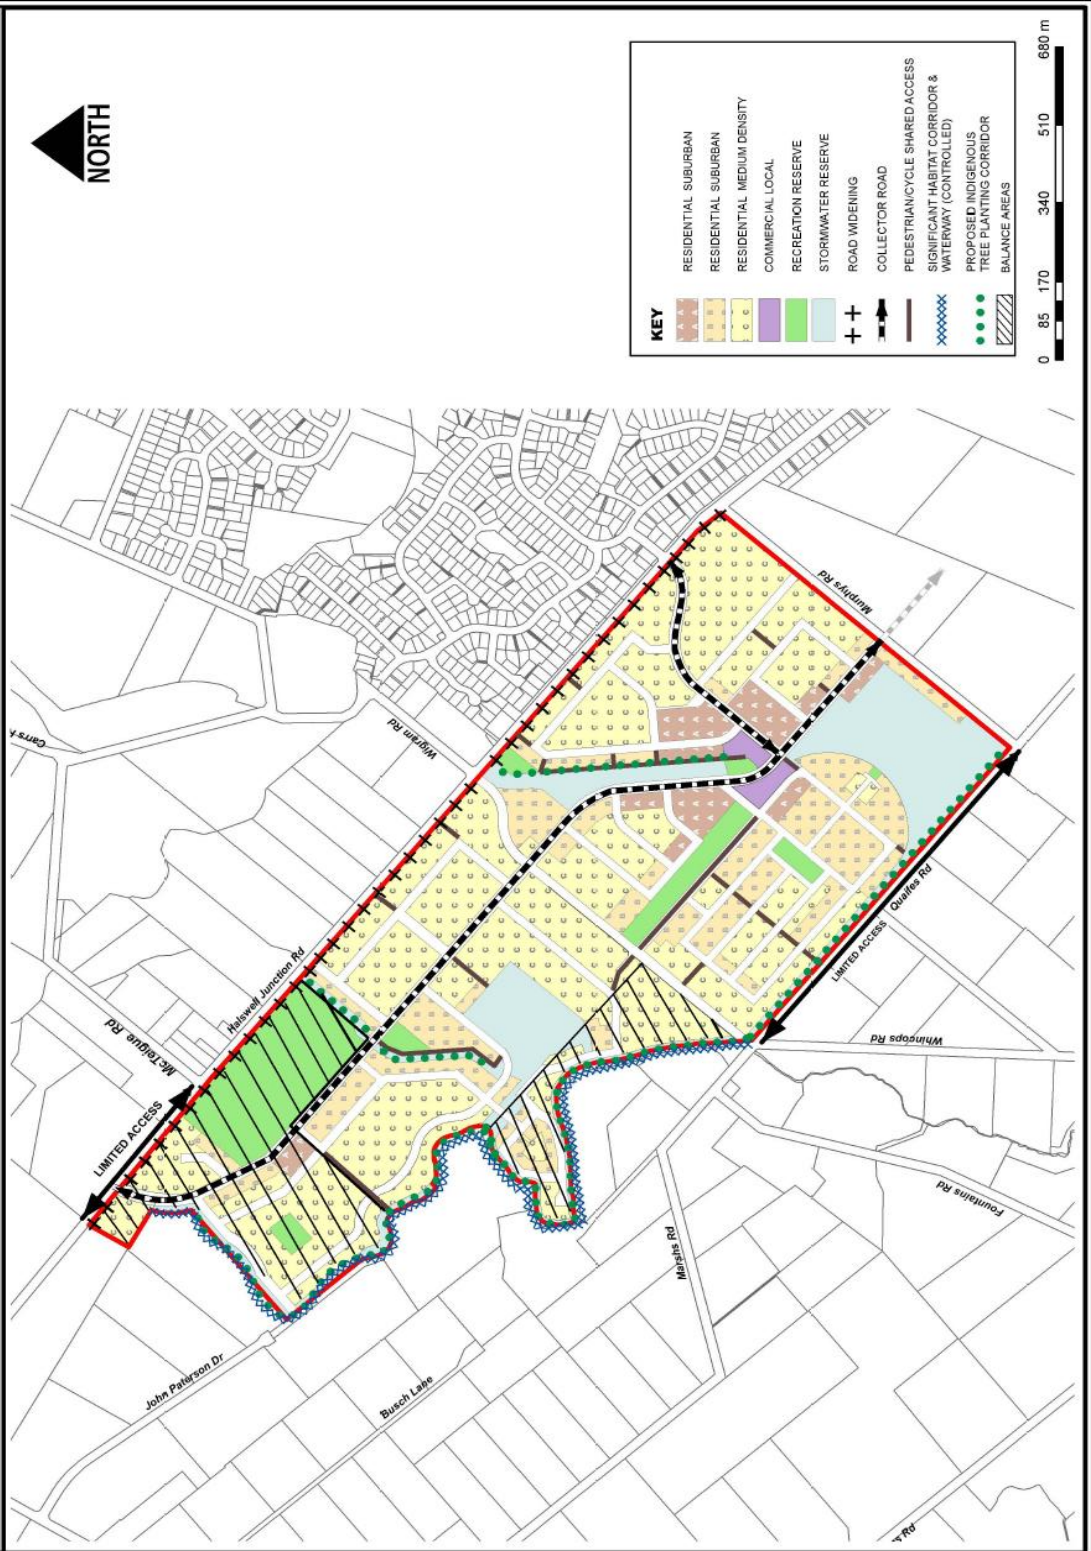 NORTH
KEY
RESIDENTIAL SUBURBAN
RESIDENTIAL SUBURBAN
RESIDENTIAL MEDIUM DENSITY
COMMERCIAL LOCAL
RECREATION RESERVE
STORMWATER RESERVE
ROAD WIDENING
COLLECTOR ROAD
PEDESTRIAN/CYCLE SHARED ACCESS
SIGNIFICANT HABITAT CORRIDOR &
WATERWAY (CONTROLLED)
PROPOSED INDIGENOUS
TREE PLANTING CORRIDOR
BALANCE AREAS
0 85 170 340 510 680 m
Carrs
Wigram Rd
Murphys Rd
McTeigue Rd
Halswell Junction Rd
LIMITED ACCESS
LIMITED ACCESS
Quaifes Rd
Whincops Rd
Fountains Rd
Marshs Rd
John Paterson Dr
Busch Lane
s Rd